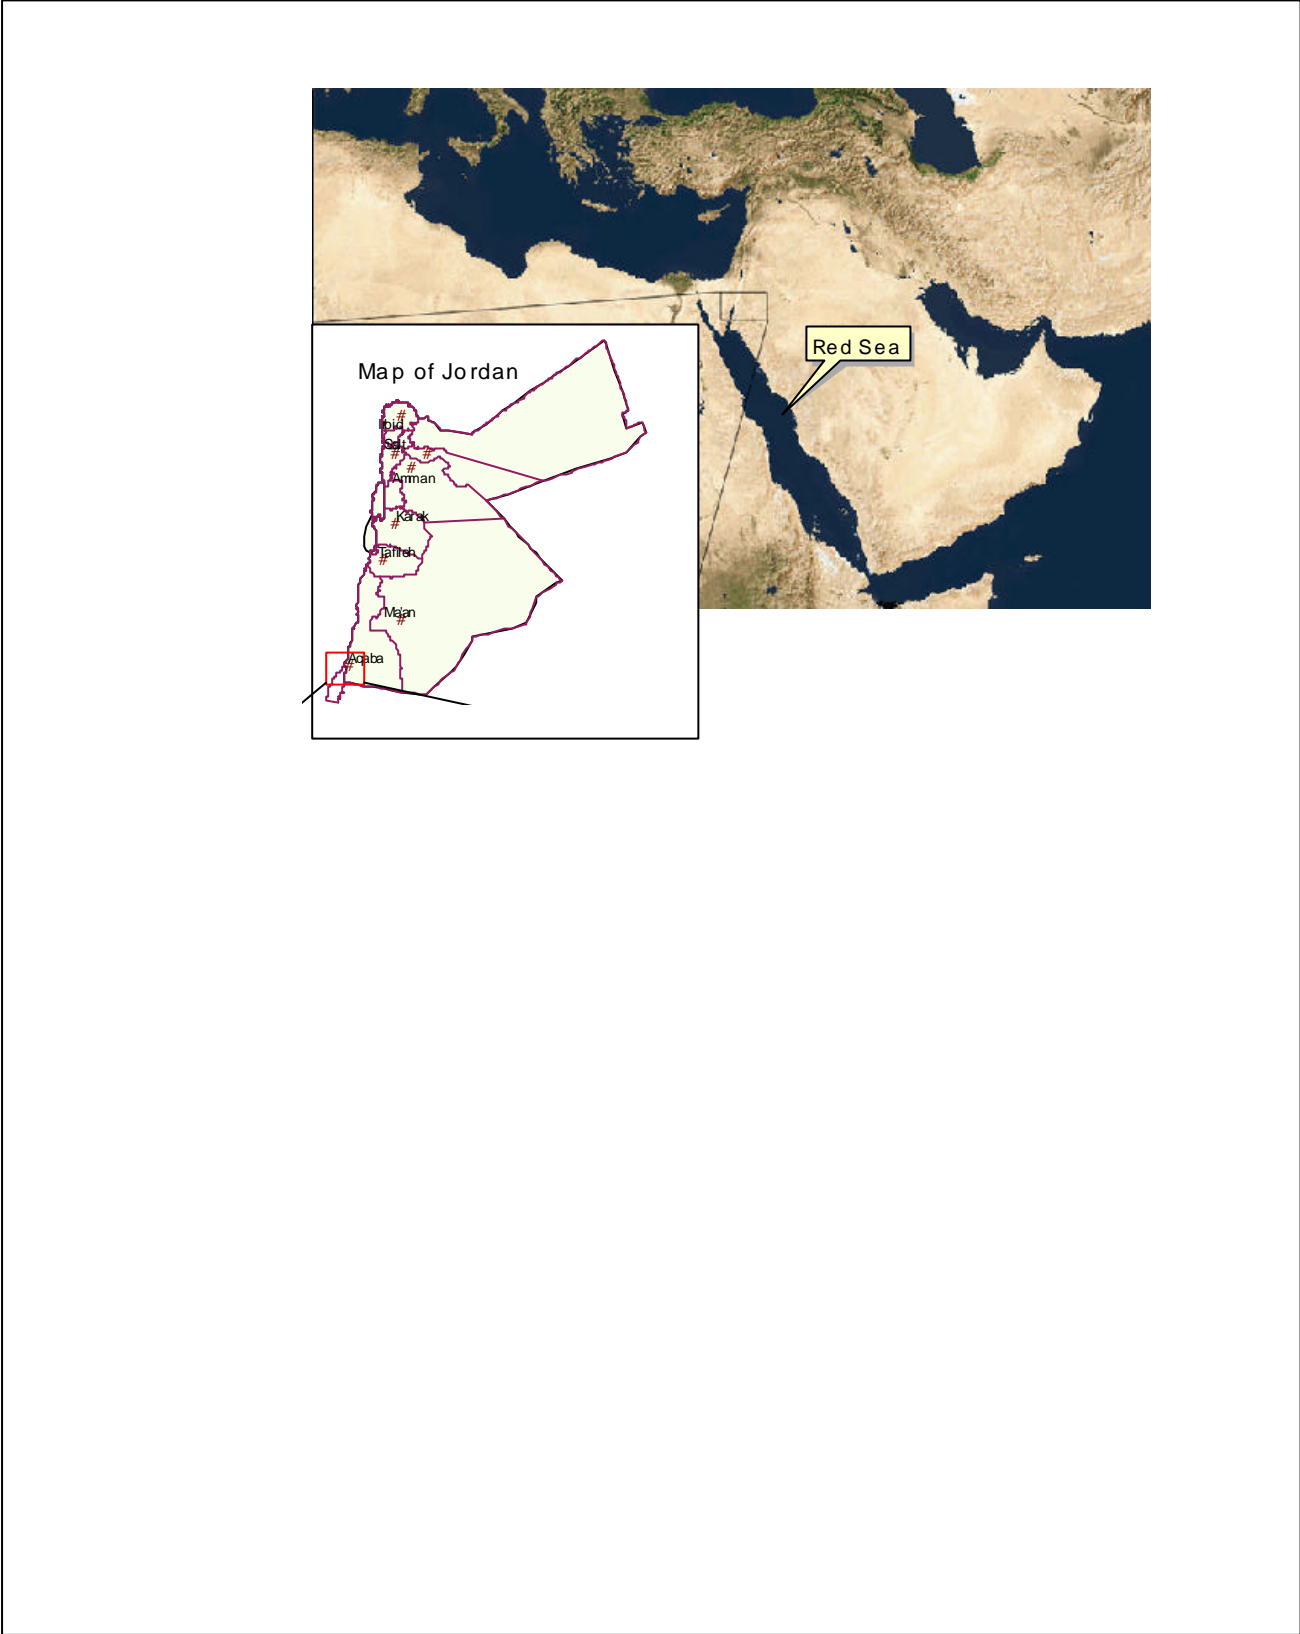 Red Sea
Map of Jordan
Irbid
Salt
Amman
Karak
Tafileh
Ma'an
Aqaba